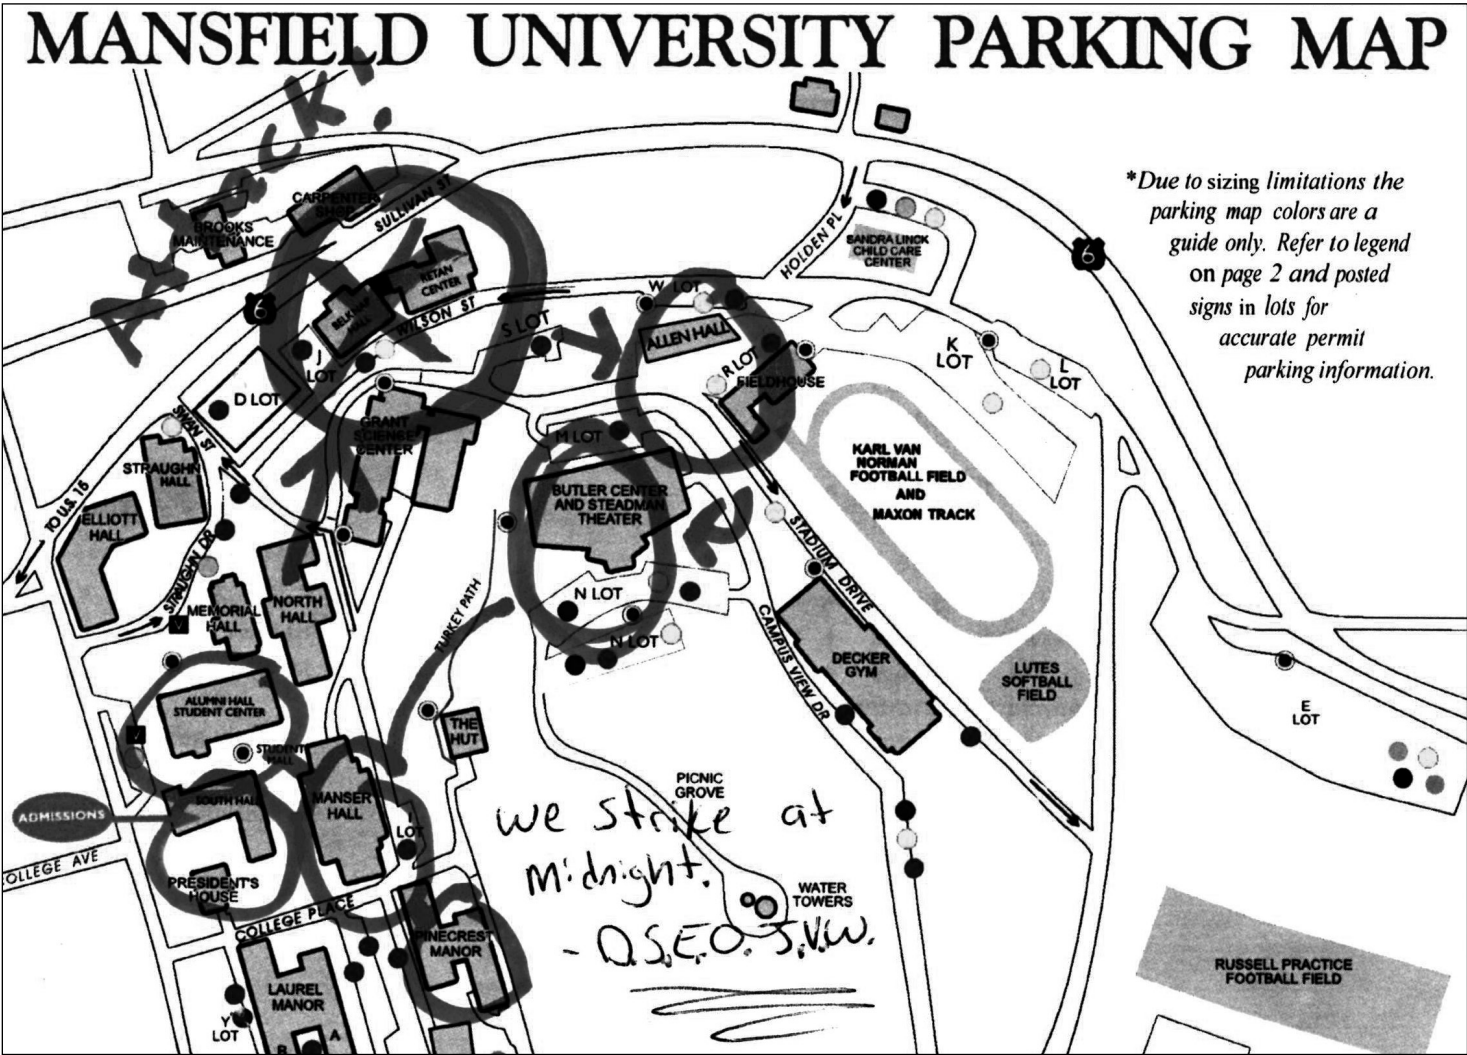 MANSFIELD UNIVERSITY PARKING MAP
ATTACK!
*Due to sizing limitations the
parking map colors are a
guide only. Refer to legend
on page 2 and posted
signs in lots for
accurate permit
parking information.
CARPENTER
SHOP
BROOKS
MAINTENANCE
SULLIVAN ST
6
RETAN
CENTER
BELKNAP
HALL
WILSON ST
J
LOT
S LOT
D LOT
HOLDEN PL
SANDRA LINCK
CHILD CARE
CENTER
6
W LOT
ALLEN HALL
R LOT
FIELDHOUSE
K
LOT
L
LOT
SWAN ST
GRANT
SCIENCE
CENTER
M LOT
STRAUGHN
HALL
TO U.S. 15
ELLIOTT
HALL
STRAUGHN DR
BUTLER CENTER
AND STEADMAN
THEATER
KARL VAN
NORMAN
FOOTBALL FIELD
AND
MAXON TRACK
STADIUM DRIVE
MEMORIAL
HALL
V
NORTH
HALL
TURKEY PATH
N LOT
N LOT
CAMPUS VIEW DR
DECKER
GYM
LUTES
SOFTBALL
FIELD
E
LOT
ALUMNI HALL
STUDENT CENTER
V
STUDENT
MALL
THE
HUT
SOUTH HALL
MANSER
HALL
I
LOT
ADMISSIONS
PICNIC
GROVE
we strike at
Midnight.
- D.S.E.O. J.V.W.
WATER
TOWERS
OLLEGE AVE
PRESIDENT'S
HOUSE
COLLEGE PLACE
PINECREST
MANOR
LAUREL
MANOR
Y
LOT
A
B
RUSSELL PRACTICE
FOOTBALL FIELD